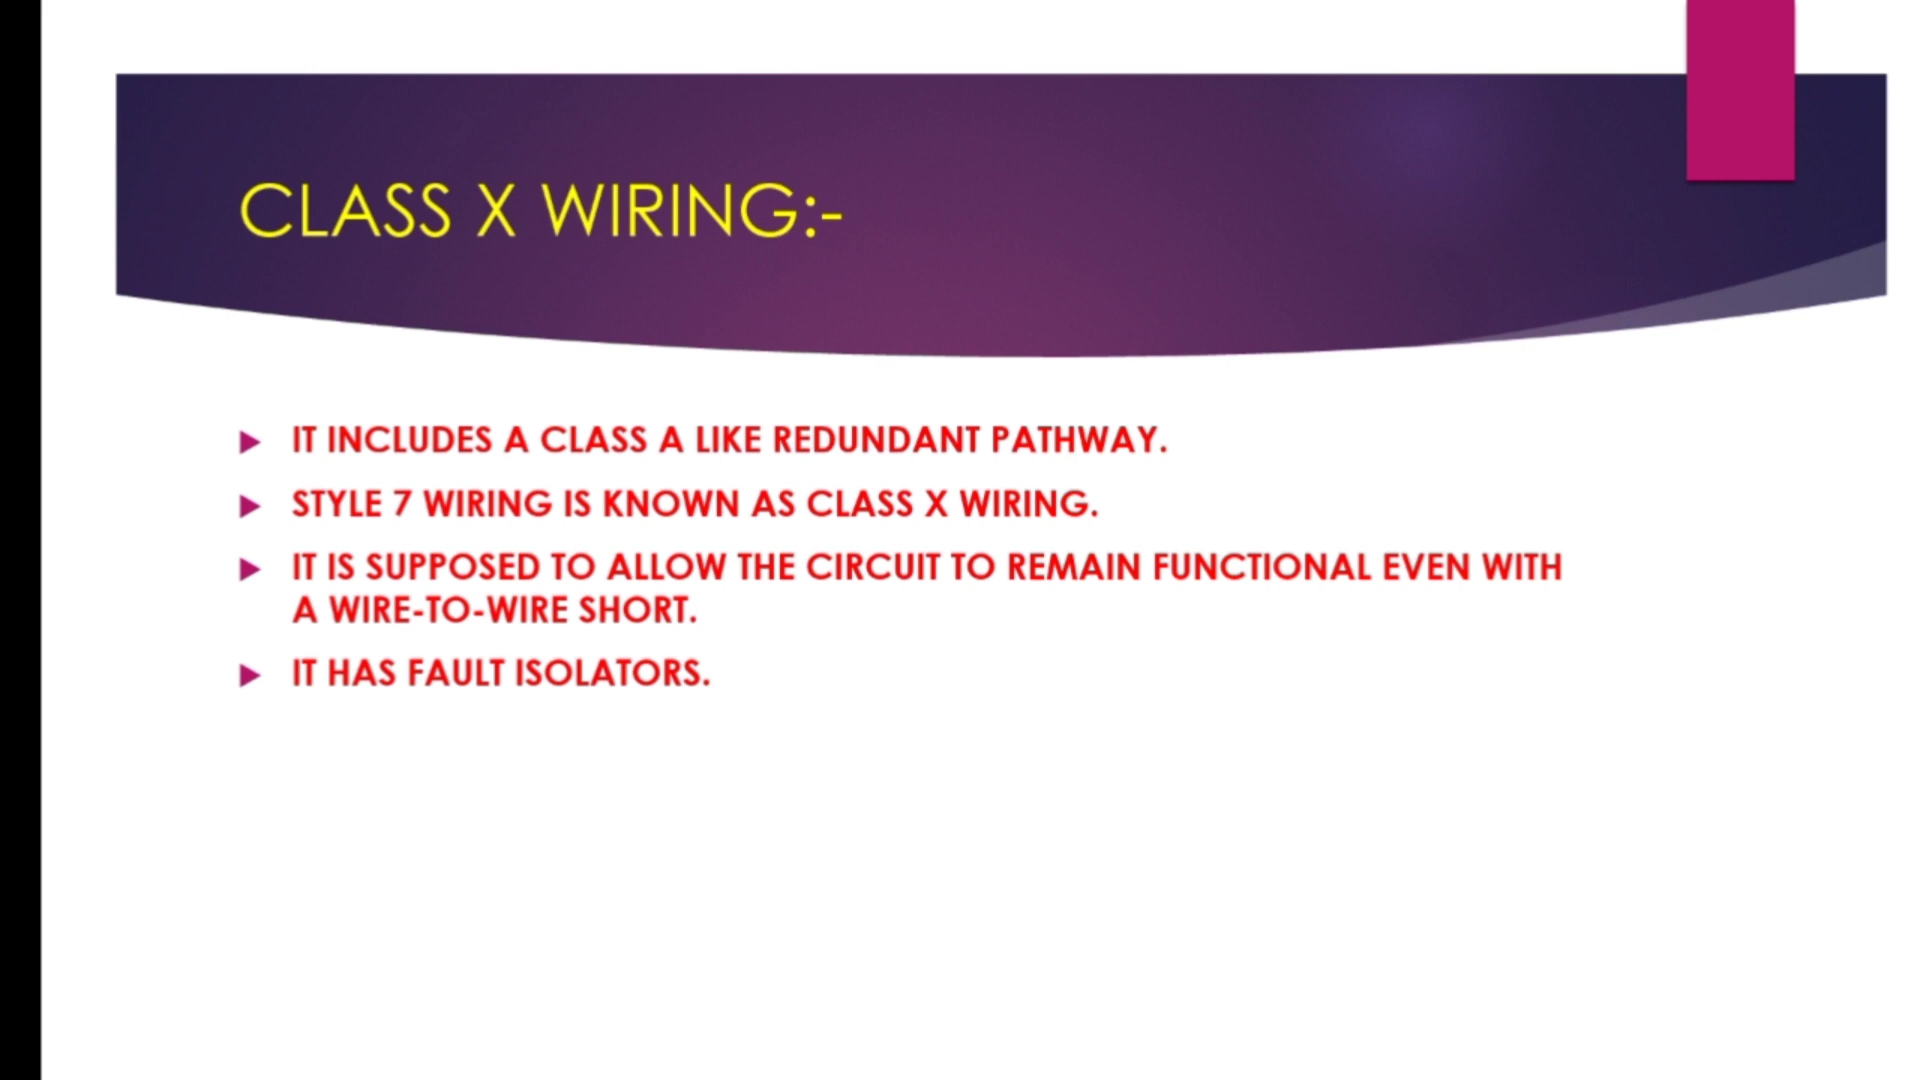 CLASS X WIRING:-
IT INCLUDES A CLASS A LIKE REDUNDANT PATHWAY.
STYLE 7 WIRING IS KNOWN AS CLASS X WIRING.
IT IS SUPPOSED TO ALLOW THE CIRCUIT TO REMAIN FUNCTIONAL EVEN WITH
A WIRE-TO-WIRE SHORT.
IT HAS FAULT ISOLATORS.